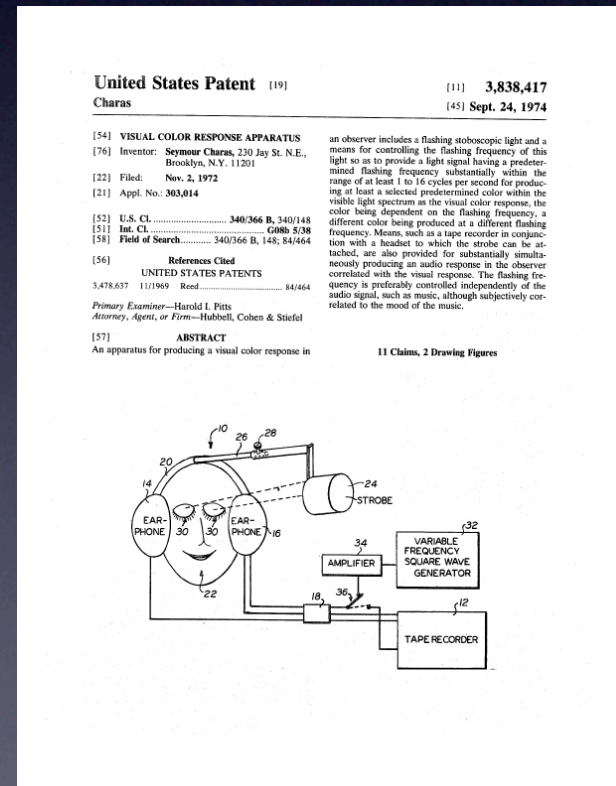 United States Patent [19]
Charas
[11] 3,838,417
[45] Sept. 24, 1974
[54] VISUAL COLOR RESPONSE APPARATUS
[76] Inventor: Seymour Charas, 230 Jay St. N.E.,
Brooklyn, N.Y. 11201
[22] Filed: Nov. 2, 1972
[21] Appl. No.: 303,014
[52] U.S. Cl. .............................. 340/366 B, 340/148
[51] Int. Cl. ............................................. G08b 5/38
[58] Field of Search............ 340/366 B, 148; 84/464
[56] References Cited
UNITED STATES PATENTS
3,478,637 11/1969 Reed................................ 84/464
Primary Examiner—Harold I. Pitts
Attorney, Agent, or Firm—Hubbell, Cohen & Stiefel
[57] ABSTRACT
An apparatus for producing a visual color response in
an observer includes a flashing stoboscopic light and a
means for controlling the flashing frequency of this
light so as to provide a light signal having a predeter-
mined flashing frequency substantially within the
range of at least 1 to 16 cycles per second for produc-
ing at least a selected predetermined color within the
visible light spectrum as the visual color response, the
color being dependent on the flashing frequency, a
different color being produced at a different flashing
frequency. Means, such as a tape recorder in conjunc-
tion with a headset to which the strobe can be at-
tached, are also provided for substantially simulta-
neously producing an audio response in the observer
correlated with the visual response. The flashing fre-
quency is preferably controlled independently of the
audio signal, such as music, although subjectively cor-
related to the mood of the music.
11 Claims, 2 Drawing Figures
10
26
28
20
14
24
STROBE
EAR-
PHONE
30
30
EAR-
PHONE
16
22
34
AMPLIFIER
32
VARIABLE
FREQUENCY
SQUARE WAVE
GENERATOR
18
36
12
TAPE RECORDER